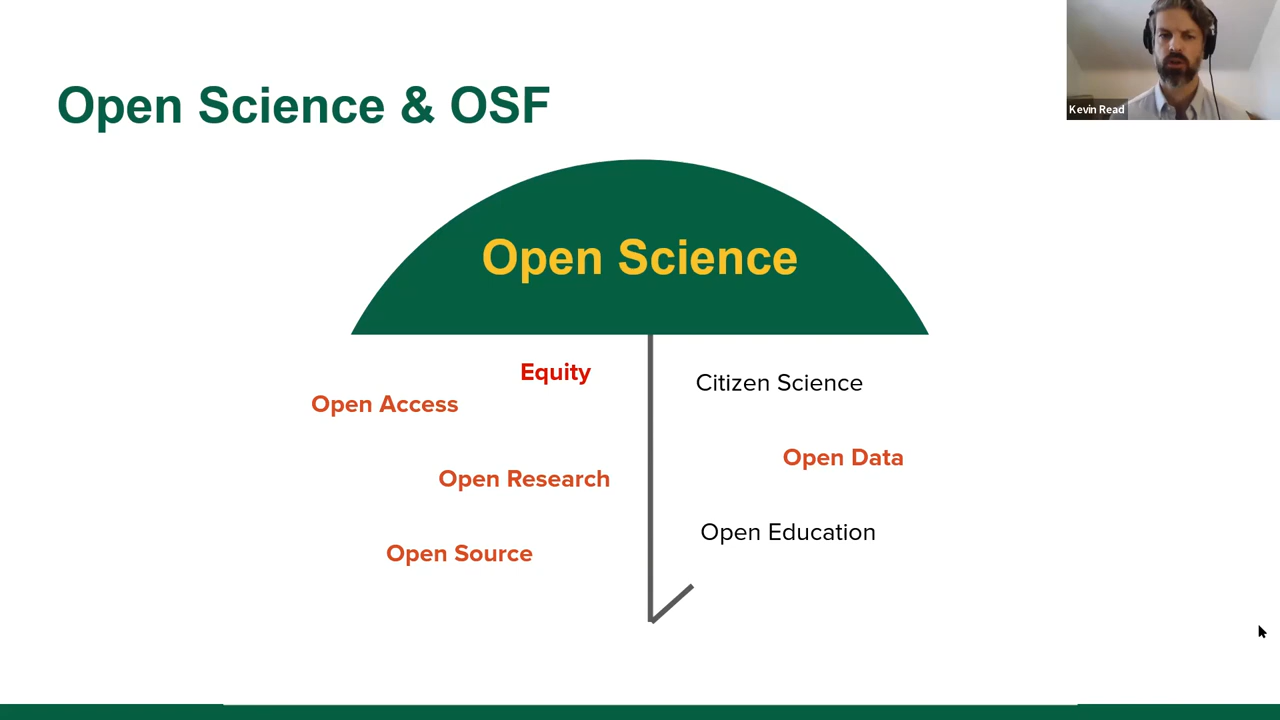 Kevin Read
Open Science & OSF
Open Science
Equity
Citizen Science
Open Access
Open Data
Open Research
Open Education
Open Source